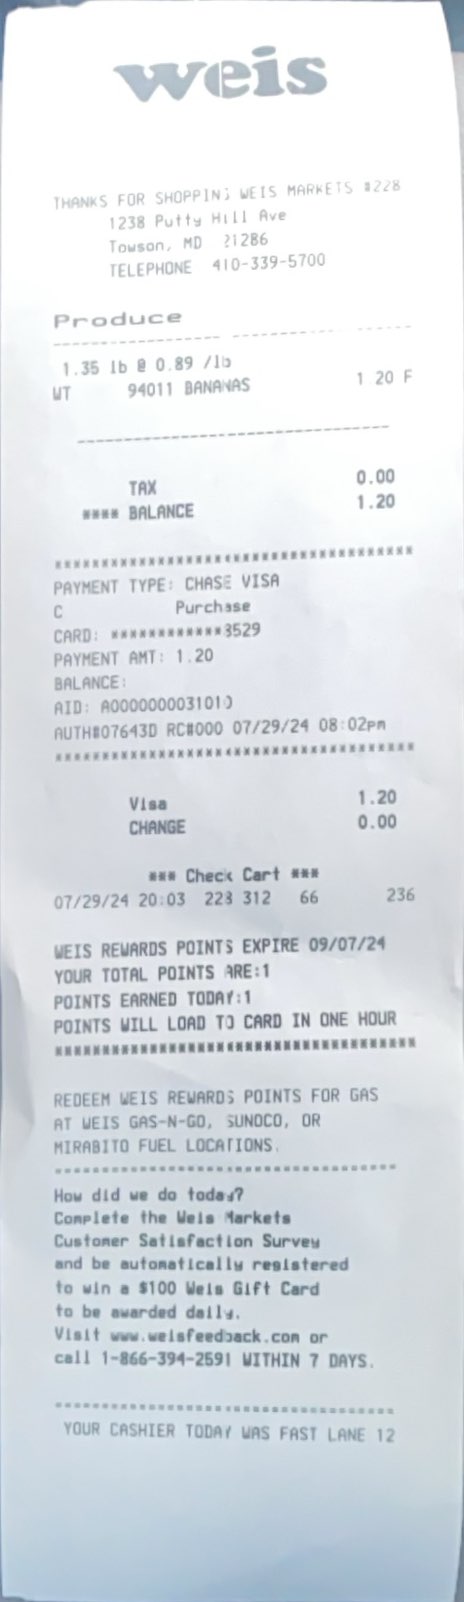 weis
THANKS FOR SHOPPING WEIS MARKETS #228
1238 Putty Hill Ave
Towson, MD 21286
TELEPHONE 410-339-5700
Produce
1.35 lb @ 0.89 /lb
WT 94011 BANANAS 1.20 F
TAX 0.00
**** BALANCE 1.20
***************************************
PAYMENT TYPE: CHASE VISA
C Purchase
CARD: ************3529
PAYMENT AMT: 1.20
BALANCE:
AID: A0000000031010
AUTH#07643D RC#000 07/29/24 08:02pm
***************************************
Visa 1.20
CHANGE 0.00
*** Check Cart ***
07/29/24 20:03 228 312 66 236
WEIS REWARDS POINTS EXPIRE 09/07/24
YOUR TOTAL POINTS ARE:1
POINTS EARNED TODAY:1
POINTS WILL LOAD TO CARD IN ONE HOUR
***************************************
REDEEM WEIS REWARDS POINTS FOR GAS
AT WEIS GAS-N-GO, SUNOCO, OR
MIRABITO FUEL LOCATIONS.
How did we do today?
Complete the Weis Markets
Customer Satisfaction Survey
and be automatically registered
to win a $100 Weis Gift Card
to be awarded daily.
Visit www.weisfeedback.com or
call 1-866-394-2591 WITHIN 7 DAYS.
YOUR CASHIER TODAY WAS FAST LANE 12